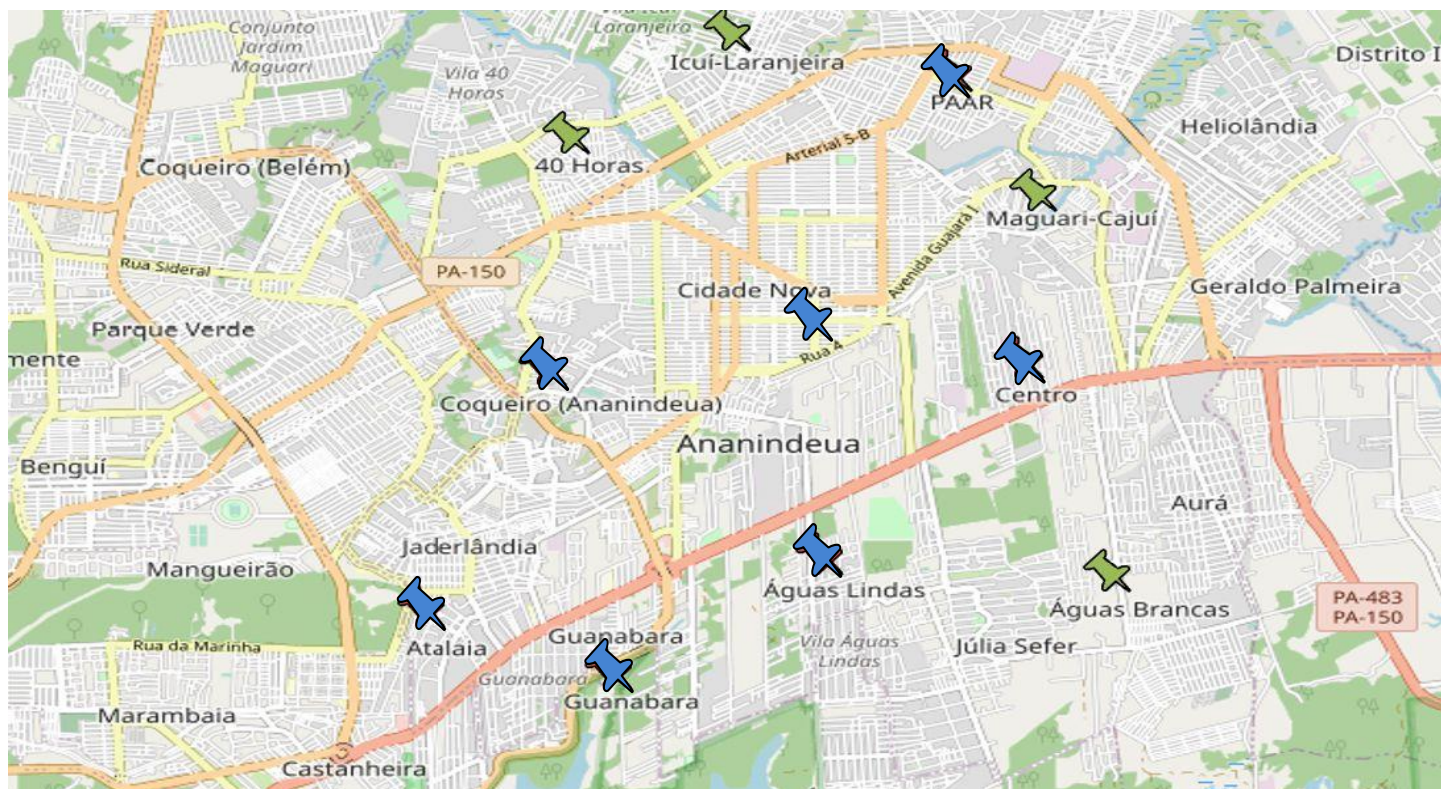 Vila Icuí
Laranjeiro
Conjunto
Jardim
Maguari
Distrito I
Icuí-Laranjeira
Vila 40
Horas
PAAR
Heliolândia
Arterial 5-B
40 Horas
Coqueiro (Belém)
Maguari-Cajuí
Avenida Guajará I
Rua Sideral
PA-150
Cidade Nova
Geraldo Palmeira
Parque Verde
Rua 4
mente
Centro
Coqueiro (Ananindeua)
Ananindeua
Benguí
Aurá
Jaderlândia
Mangueirão
Águas Lindas
PA-483
PA-150
Águas Brancas
Guanabara
Rua da Marinha
Atalaia
Vila Águas
Lindas
Júlia Sefer
Guanabara
Guanabara
Marambaia
Castanheira